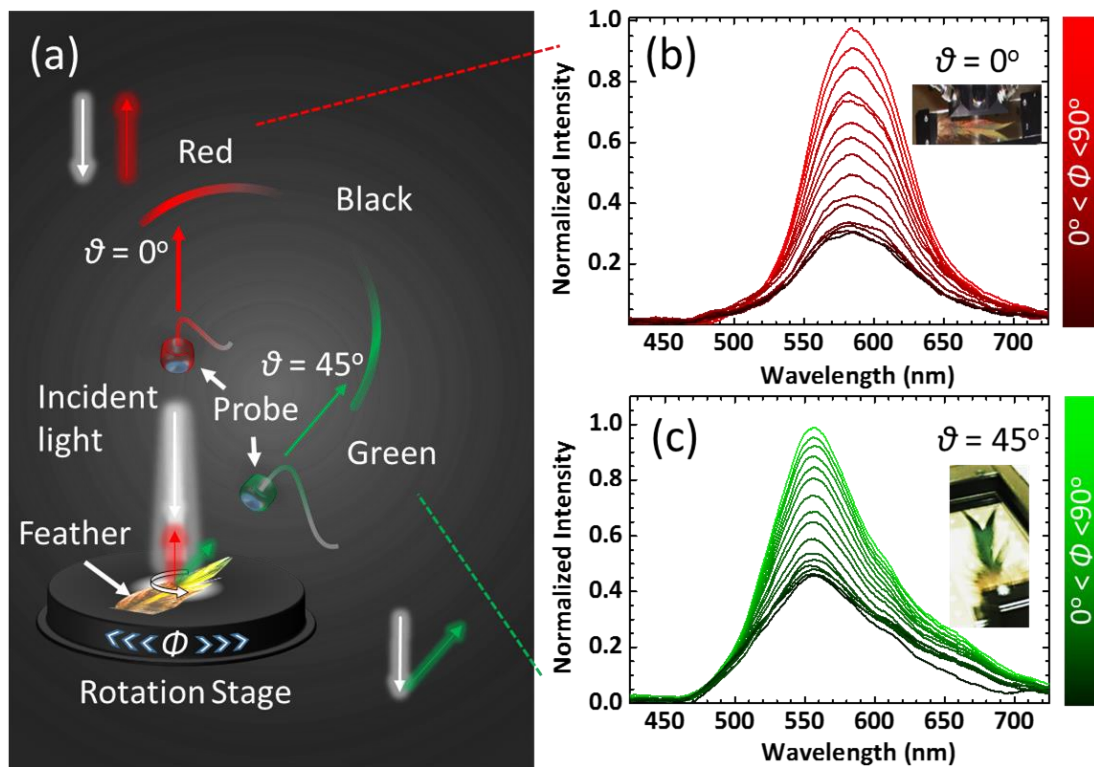 (a)
Red
Black
ϑ = 0°
ϑ = 45°
Incident
light
Probe
Green
Feather
<<< Φ >>>
Rotation Stage
(b)
ϑ = 0°
Normalized Intensity
1.0
0.8
0.6
0.4
0.2
450 500 550 600 650 700
Wavelength (nm)
0° < Φ >90°
(c)
ϑ = 45°
Normalized Intensity
1.0
0.8
0.6
0.4
0.2
0.0
450 500 550 600 650 700
Wavelength (nm)
0° < Φ <90°